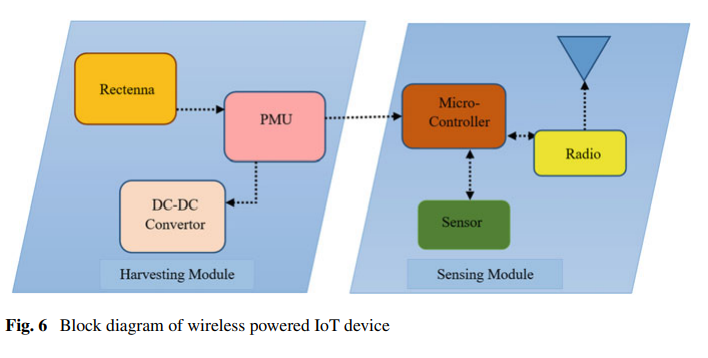 Rectenna
PMU
DC-DC
Convertor
Harvesting Module
Micro-
Controller
Radio
Sensor
Sensing Module
Fig. 6 Block diagram of wireless powered IoT device